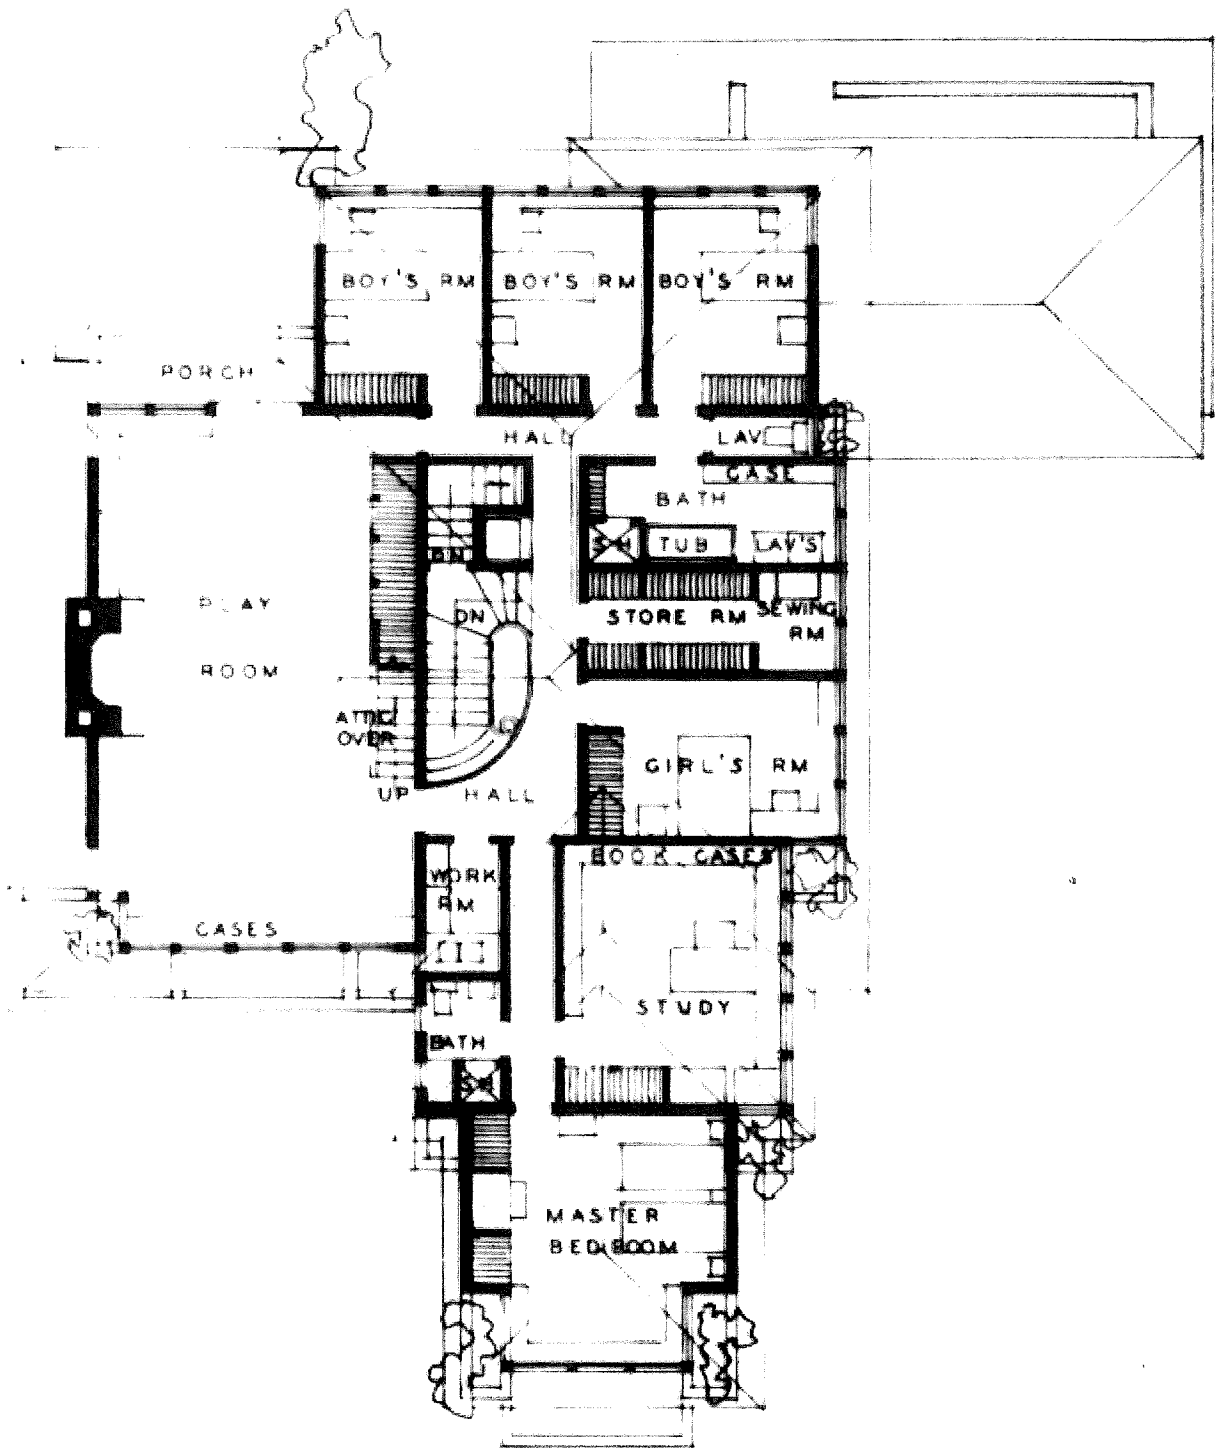 BOY'S RM
BOY'S RM
BOY'S RM
PORCH
HALL
LAV
CASE
BATH
S·H
TUB
LAV'S
DN
PLAY
ROOM
DN
STORE RM
SEWING
RM
ATTIC
OVER
UP
HALL
GIRL'S RM
BOOK CASES
WORK
RM
CASES
STUDY
BATH
SH
MASTER
BEDROOM